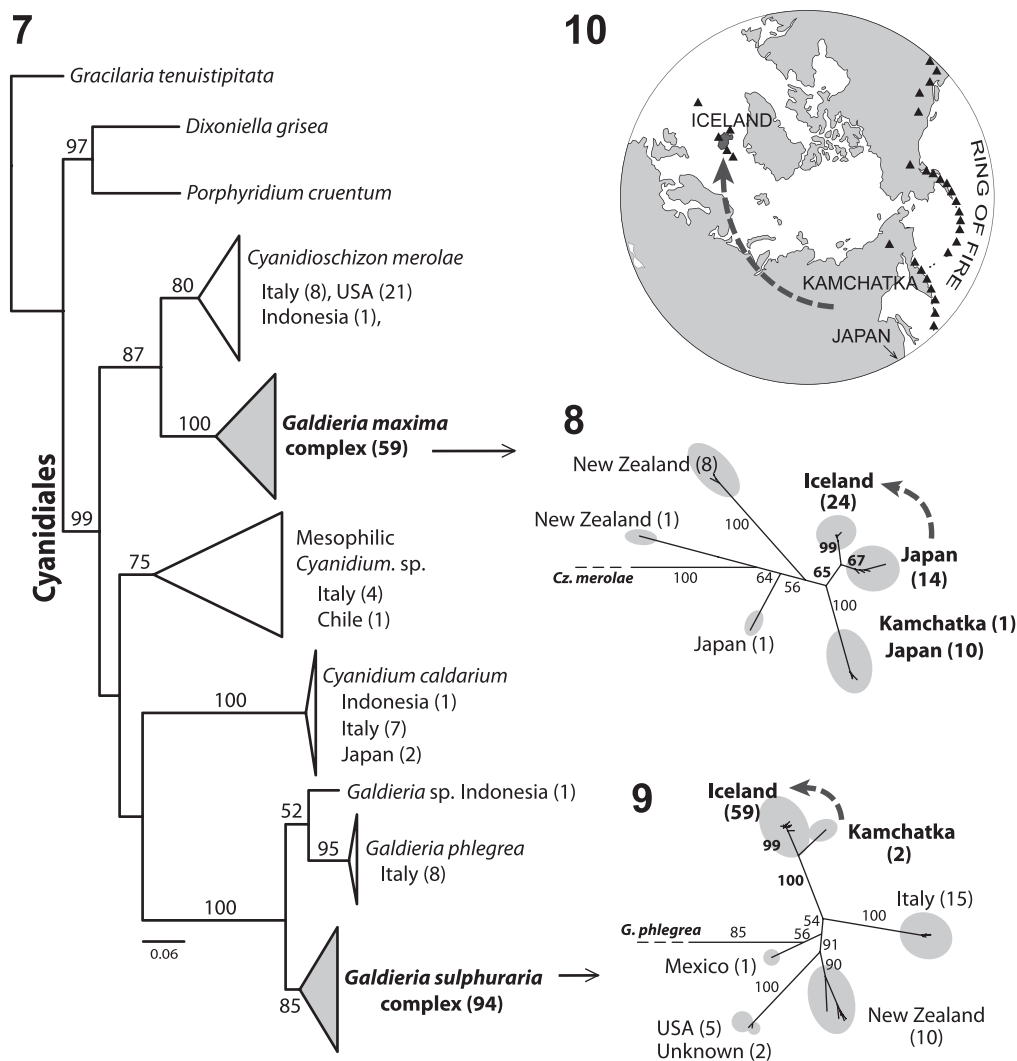 7
Gracilaria tenuistipitata
Dixoniella grisea
97
Porphyridium cruentum
Cyanidioschizon merolae
80
Italy (8), USA (21)
Indonesia (1),
87
100
Galdieria maxima
complex (59)
Cyanidiales
99
75
Mesophilic
Cyanidium. sp.
Italy (4)
Chile (1)
100
Cyanidium caldarium
Indonesia (1)
Italy (7)
Japan (2)
52
Galdieria sp. Indonesia (1)
95
Galdieria phlegrea
Italy (8)
100
0.06
85
Galdieria sulphuraria
complex (94)
10
ICELAND
RING OF FIRE
KAMCHATKA
JAPAN
8
New Zealand (8)
100
New Zealand (1)
Cz. merolae
100
64
56
Japan (1)
Iceland
(24)
99
67
65
Japan
(14)
100
Kamchatka (1)
Japan (10)
9
Iceland
(59)
99
Kamchatka
(2)
100
Italy (15)
100
54
G. phlegrea
85
56
91
Mexico (1)
90
100
USA (5)
Unknown (2)
New Zealand
(10)